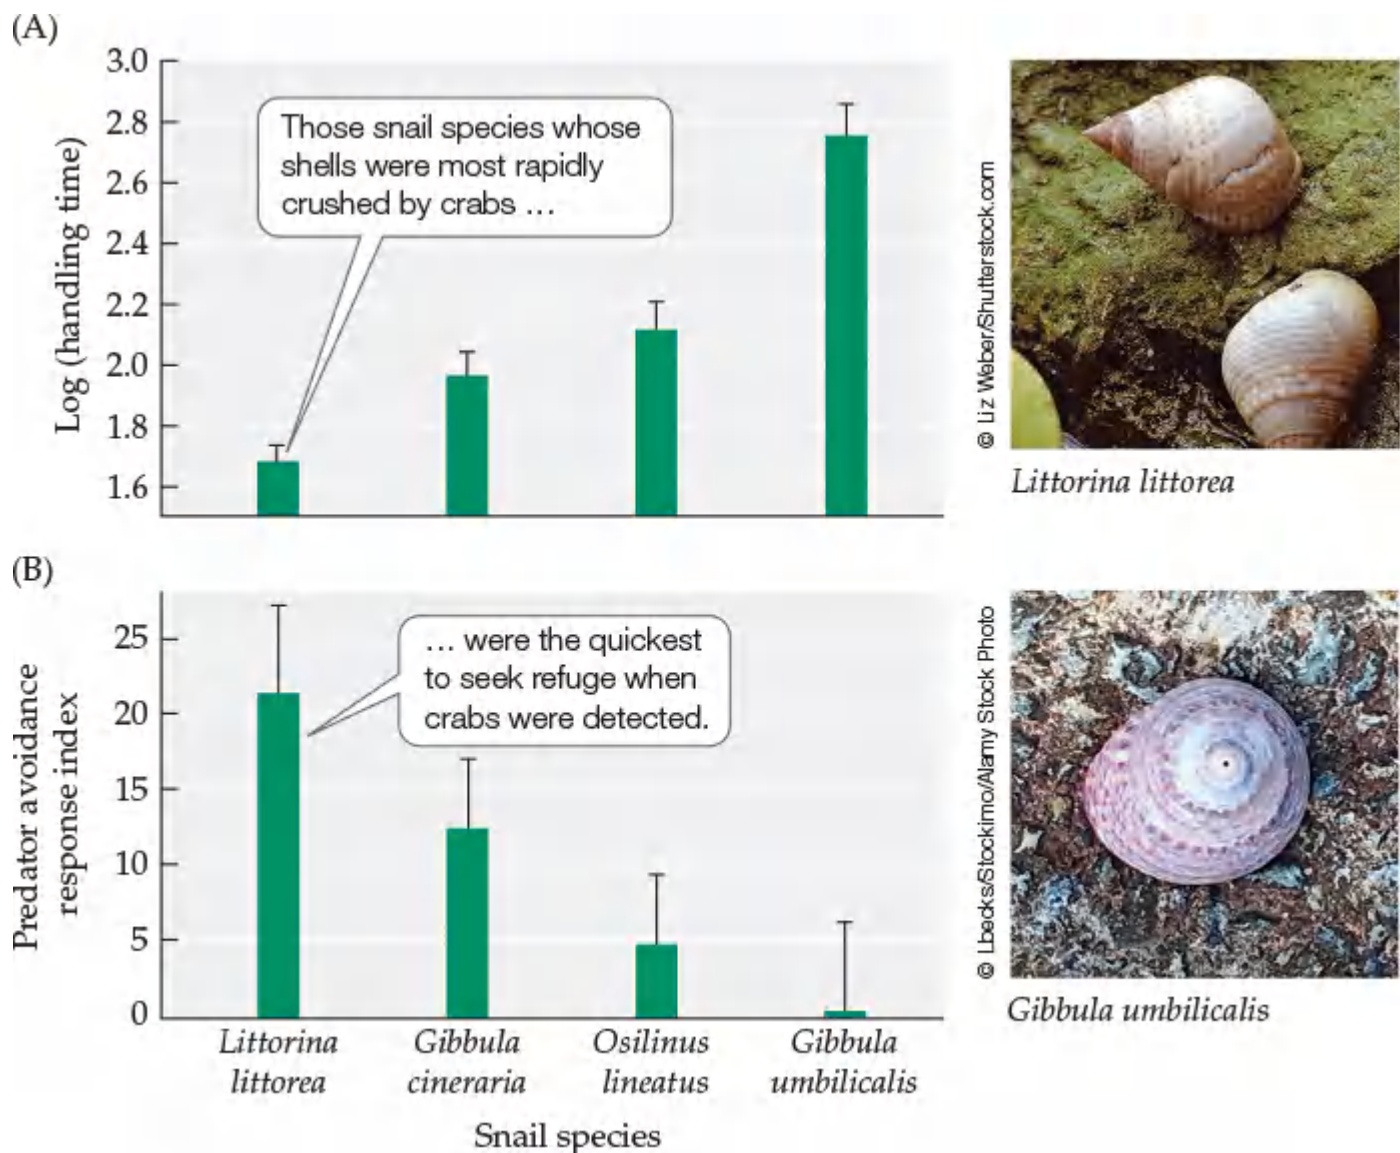 (A)
Log (handling time)
3.0
2.8
2.6
2.4
2.2
2.0
1.8
1.6
Those snail species whose
shells were most rapidly
crushed by crabs ...
© Liz Weber/Shutterstock.com
Littorina littorea
(B)
Predator avoidance
response index
25
20
15
10
5
0
... were the quickest
to seek refuge when
crabs were detected.
© Lbecks/Stockimo/Alamy Stock Photo
Gibbula umbilicalis
Littorina
littorea
Gibbula
cineraria
Osilinus
lineatus
Gibbula
umbilicalis
Snail species